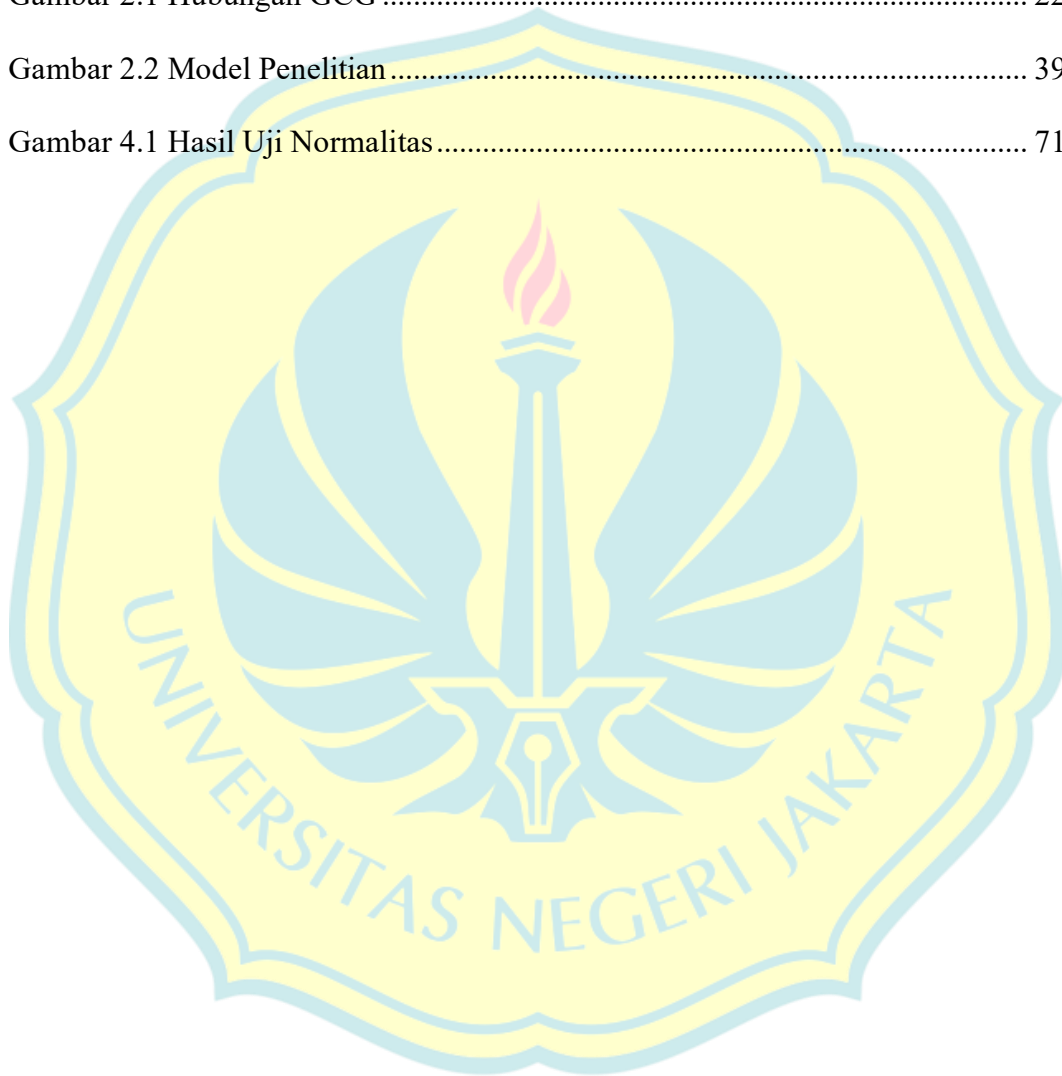 Gambar 2.1 Hubungan GCG ........................................................................................ 22
Gambar 2.2 Model Penelitian ........................................................................................ 39
Gambar 4.1 Hasil Uji Normalitas ................................................................................. 71
UNIVERSITAS NEGERI JAKARTA